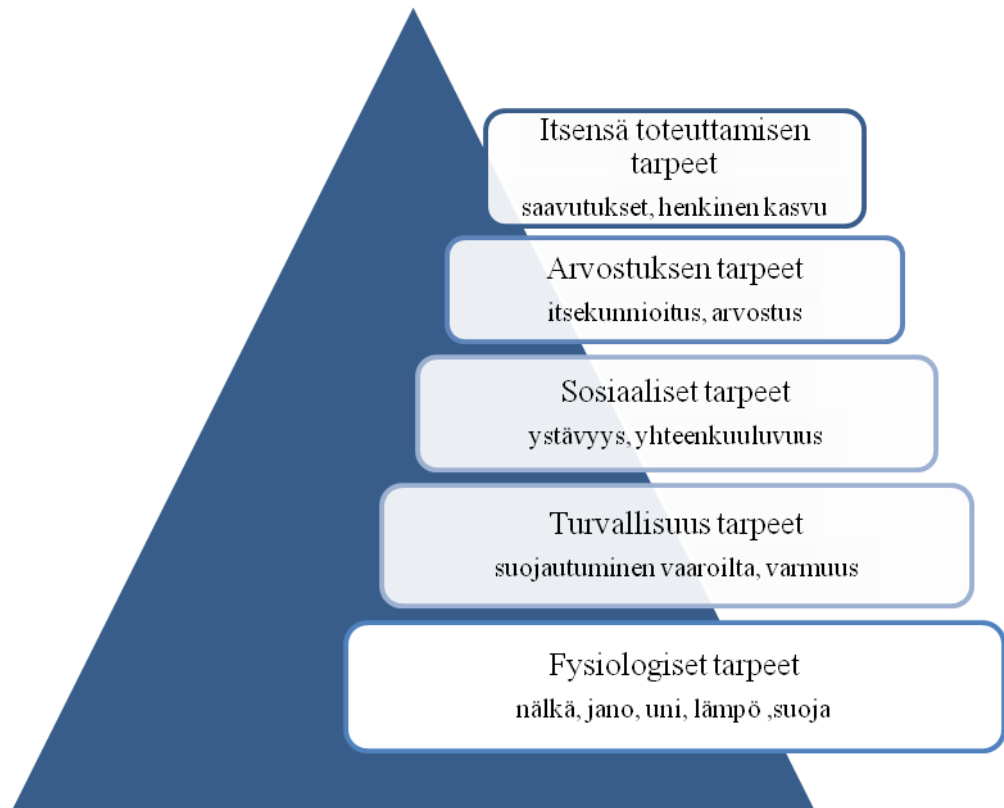 Itsensä toteuttamisen
tarpeet
saavutukset, henkinen kasvu
Arvostuksen tarpeet
itsekunnioitus, arvostus
Sosiaaliset tarpeet
ystävyys, yhteenkuuluvuus
Turvallisuus tarpeet
suojautuminen vaaroilta, varmuus
Fysiologiset tarpeet
nälkä, jano, uni, lämpö ,suoja